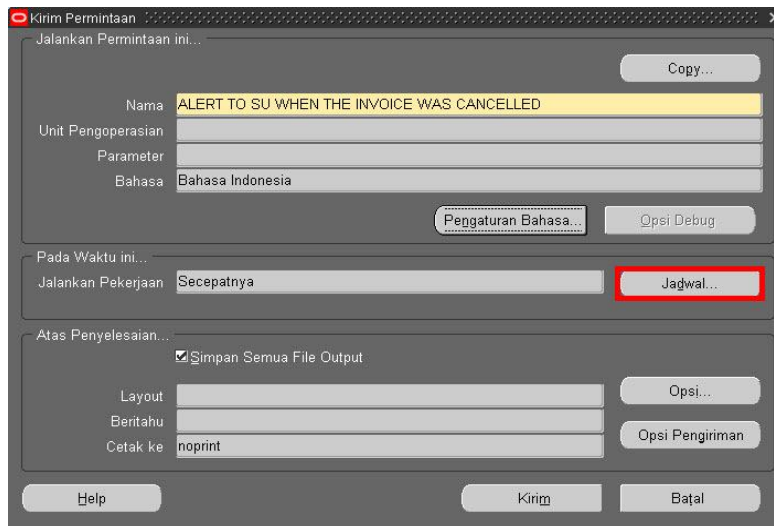 Kirim Permintaan
Jalankan Permintaan ini...
Copy...
Nama ALERT TO SU WHEN THE INVOICE WAS CANCELLED
Unit Pengoperasian
Parameter
Bahasa Bahasa Indonesia
Pengaturan Bahasa... Opsi Debug
Pada Waktu ini...
Jalankan Pekerjaan Secepatnya Jadwal...
Atas Penyelesaian...
Simpan Semua File Output
Layout Opsi...
Beritahu
Opsi Pengiriman
Cetak ke noprint
Help Kirim Batal